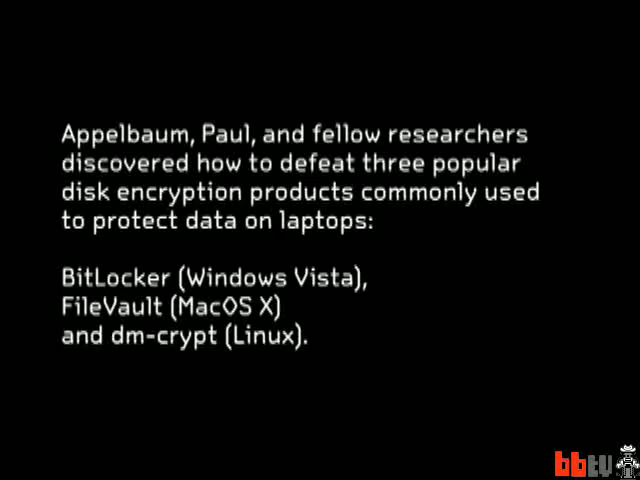 Appelbaum, Paul, and fellow researchers
discovered how to defeat three popular
disk encryption products commonly used
to protect data on laptops:
BitLocker (Windows Vista),
FileVault (MacOS X)
and dm-crypt (Linux).
bbtv